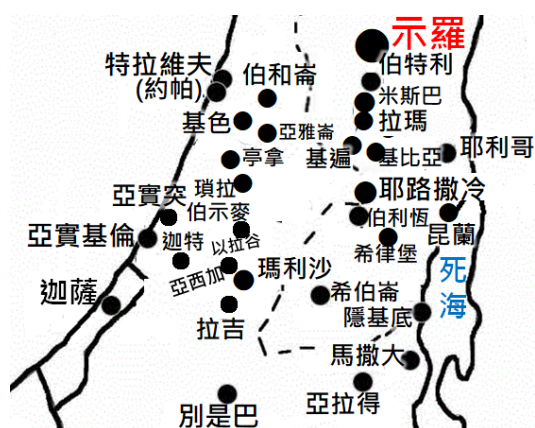 示羅
特拉維夫
(約帕)
伯和崙
伯特利
米斯巴
拉瑪
基色
亞雅崙
亭拿
基遍
基比亞
耶利哥
瑣拉
耶路撒冷
亞實突
伯示麥
伯利恆
昆蘭
亞實基倫
迦特
以拉谷
希律堡
亞西加
瑪利沙
死海
迦薩
希伯崙
隱基底
拉吉
馬撒大
別是巴
亞拉得